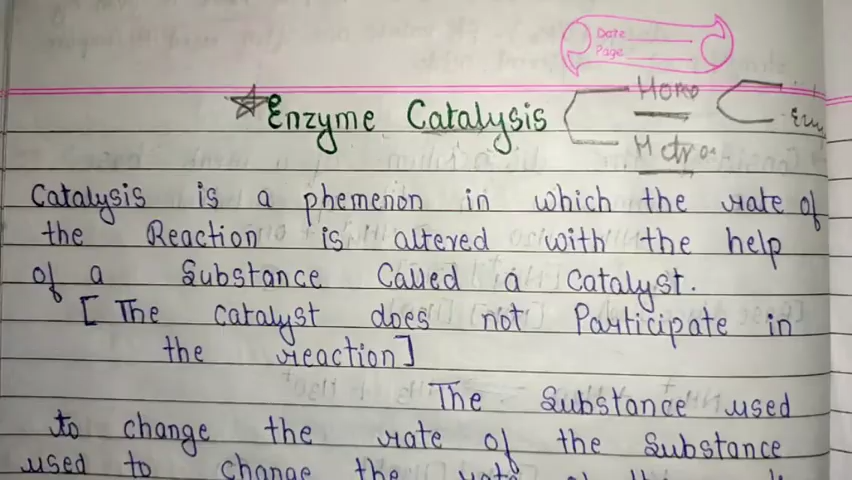 Date
Page
Enzyme Catalysis
Homo
Catalysis is a phemenon in which the rate of
the Reaction is altered with the help
of a Substance Called a Catalyst.
[ The catalyst does not Participate in
the reaction]
The Substance used
to change the rate of the Substance
used to change the rate of